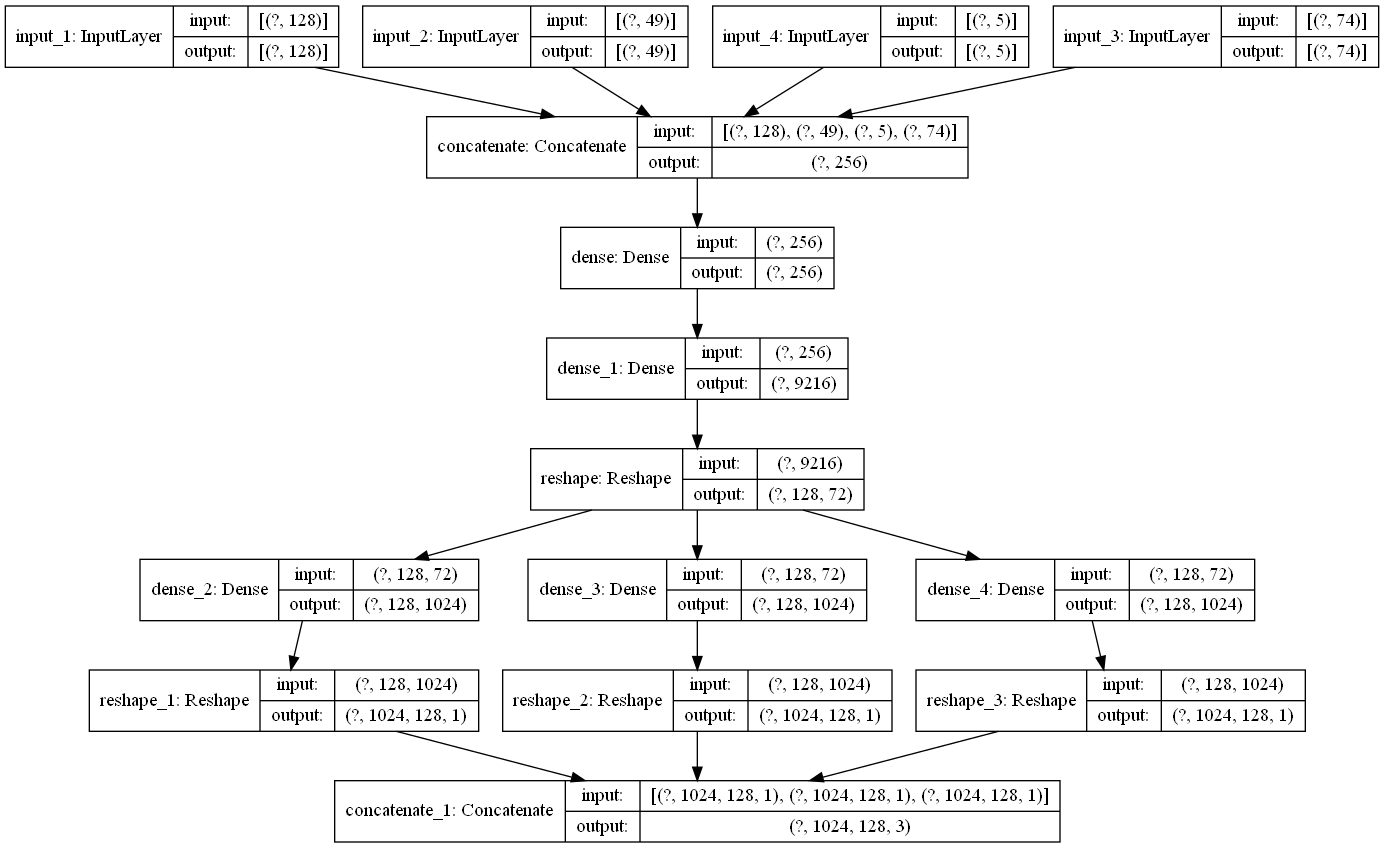 input_1: InputLayer
input: [(?, 128)]
output: [(?, 128)]
input_2: InputLayer
input: [(?, 49)]
output: [(?, 49)]
input_4: InputLayer
input: [(?, 5)]
output: [(?, 5)]
input_3: InputLayer
input: [(?, 74)]
output: [(?, 74)]
concatenate: Concatenate
input: [(?, 128), (?, 49), (?, 5), (?, 74)]
output: (?, 256)
dense: Dense
input: (?, 256)
output: (?, 256)
dense_1: Dense
input: (?, 256)
output: (?, 9216)
reshape: Reshape
input: (?, 9216)
output: (?, 128, 72)
dense_2: Dense
input: (?, 128, 72)
output: (?, 128, 1024)
dense_3: Dense
input: (?, 128, 72)
output: (?, 128, 1024)
dense_4: Dense
input: (?, 128, 72)
output: (?, 128, 1024)
reshape_1: Reshape
input: (?, 128, 1024)
output: (?, 1024, 128, 1)
reshape_2: Reshape
input: (?, 128, 1024)
output: (?, 1024, 128, 1)
reshape_3: Reshape
input: (?, 128, 1024)
output: (?, 1024, 128, 1)
concatenate_1: Concatenate
input: [(?, 1024, 128, 1), (?, 1024, 128, 1), (?, 1024, 128, 1)]
output: (?, 1024, 128, 3)